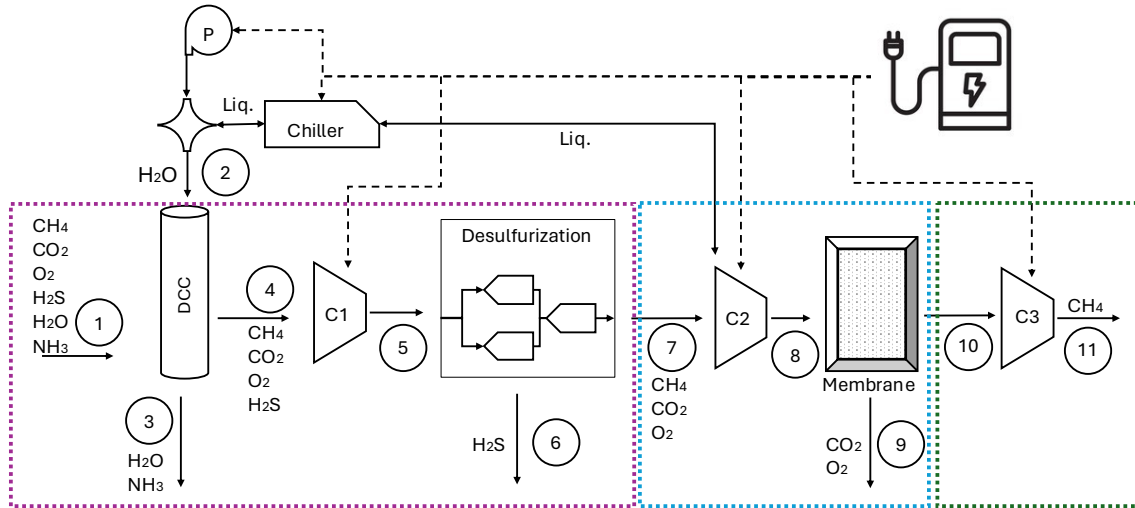 P
Liq.
Chiller
Liq.
H₂O
2
CH₄
CO₂
O₂
H₂S
H₂O
NH₃
1
DCC
3
H₂O
NH₃
4
CH₄
CO₂
O₂
H₂S
C1
5
Desulfurization
H₂S
6
7
CH₄
CO₂
O₂
C2
8
Membrane
CO₂
O₂
9
10
C3
CH₄
11